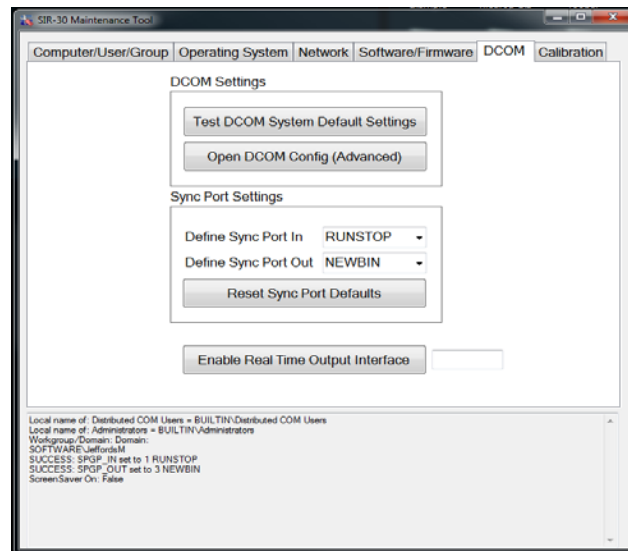 SIR-30 Maintenance Tool
Computer/User/Group Operating System Network Software/Firmware DCOM Calibration
DCOM Settings
Test DCOM System Default Settings
Open DCOM Config (Advanced)
Sync Port Settings
Define Sync Port In RUNSTOP
Define Sync Port Out NEWBIN
Reset Sync Port Defaults
Enable Real Time Output Interface
Local name of: Distributed COM Users = BUILTIN\Distributed COM Users
Local name of: Administrators = BUILTIN\Administrators
Workgroup/Domain: Domain:
SOFTWARE\JeffordsM
SUCCESS: SPGP_IN set to 1 RUNSTOP
SUCCESS: SPGP_OUT set to 3 NEWBIN
ScreenSaver On: False